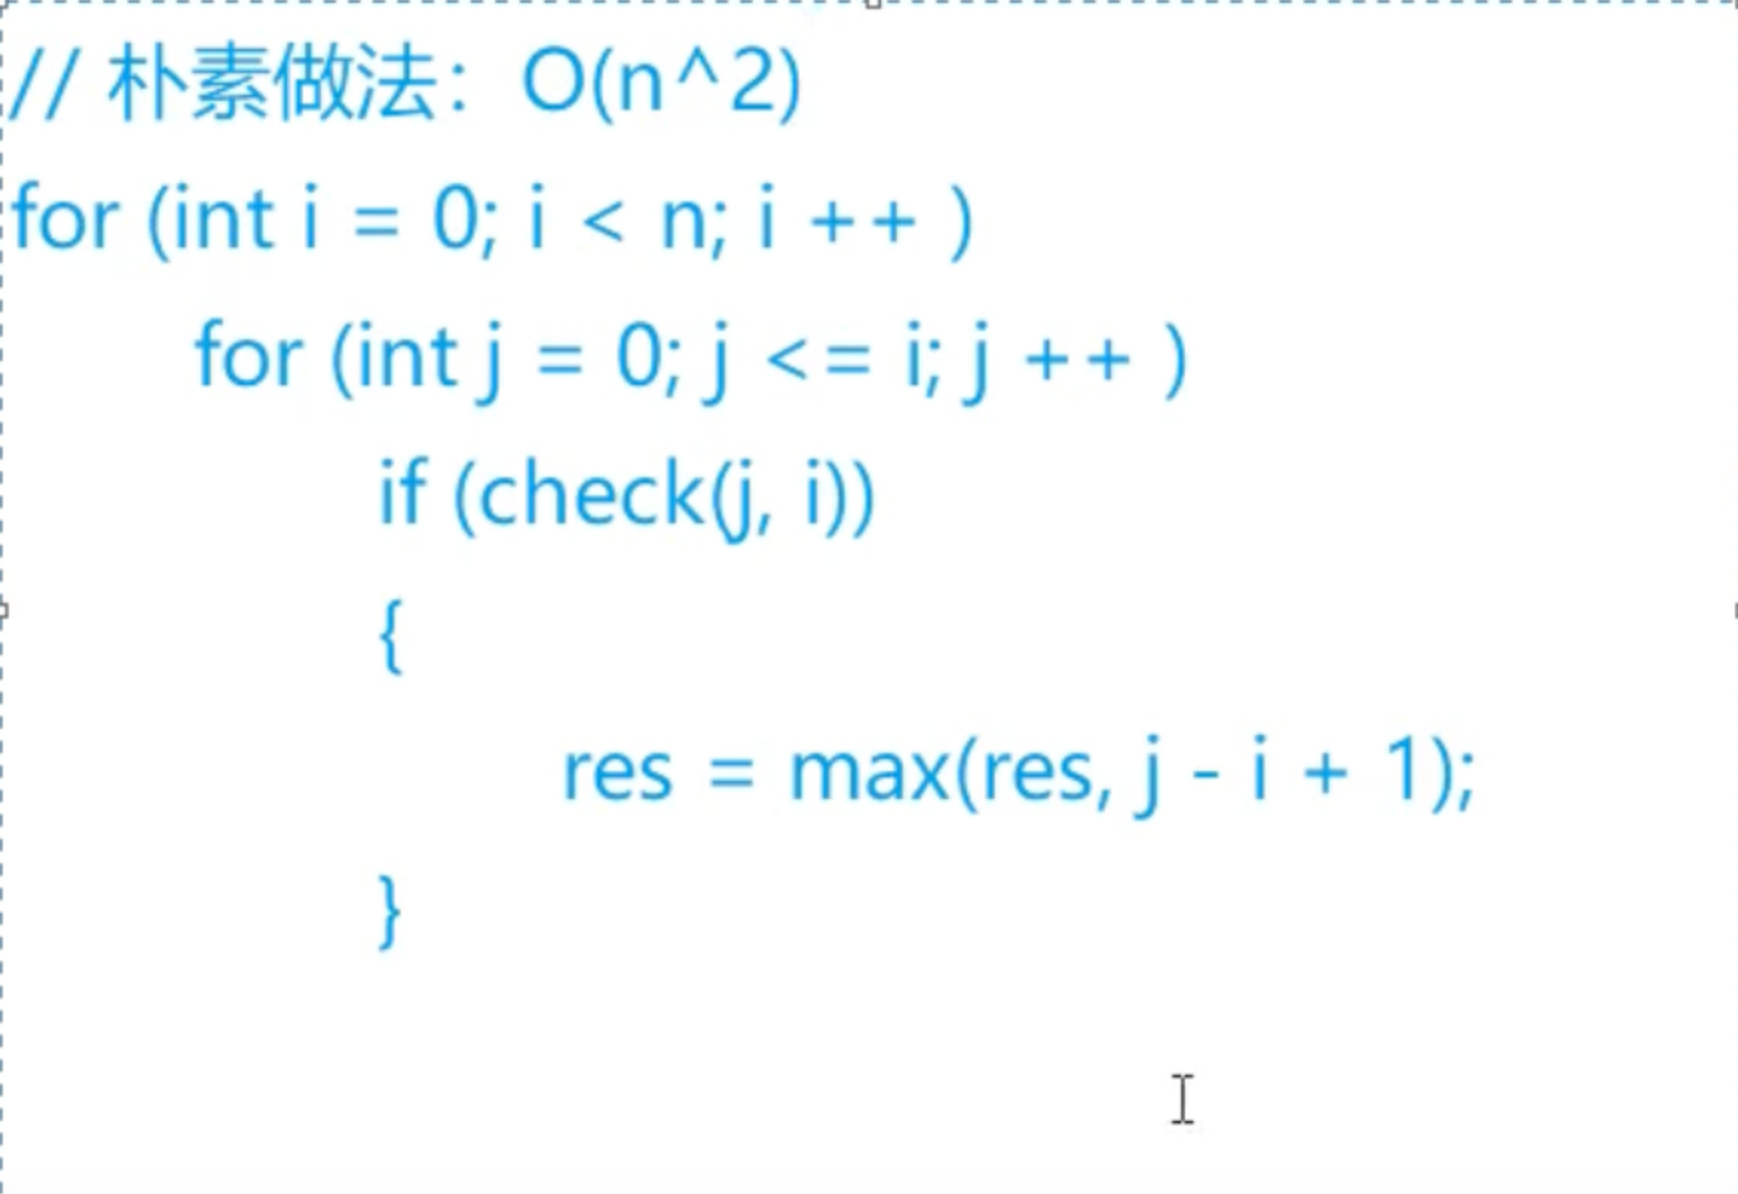 // 朴素做法：O(n^2)
for (int i = 0; i < n; i ++ )
for (int j = 0; j <= i; j ++ )
if (check(j, i))
{
res = max(res, j - i + 1);
}